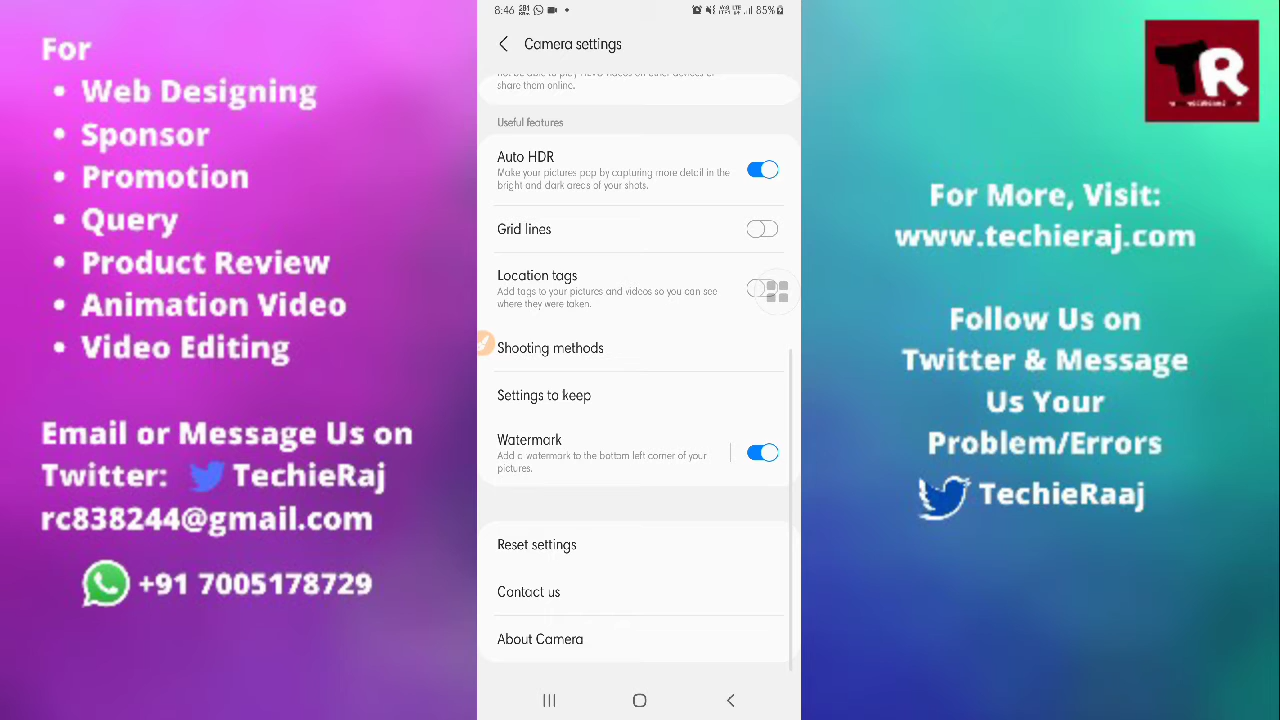 For
• Web Designing
• Sponsor
• Promotion
• Query
• Product Review
• Animation Video
• Video Editing
Email or Message Us on
Twitter: TechieRaj
rc838244@gmail.com
+91 7005178729
8:46
85%
Camera settings
share them online.
Useful features
Auto HDR
Make your pictures pop by capturing more detail in the
bright and dark areas of your shots.
Grid lines
Location tags
Add tags to your pictures and videos so you can see
where they were taken.
Shooting methods
Settings to keep
Watermark
Add a watermark to the bottom left corner of your
pictures.
Reset settings
Contact us
About Camera
TR
For More, Visit:
www.techieraj.com
Follow Us on
Twitter & Message
Us Your
Problem/Errors
TechieRaaj